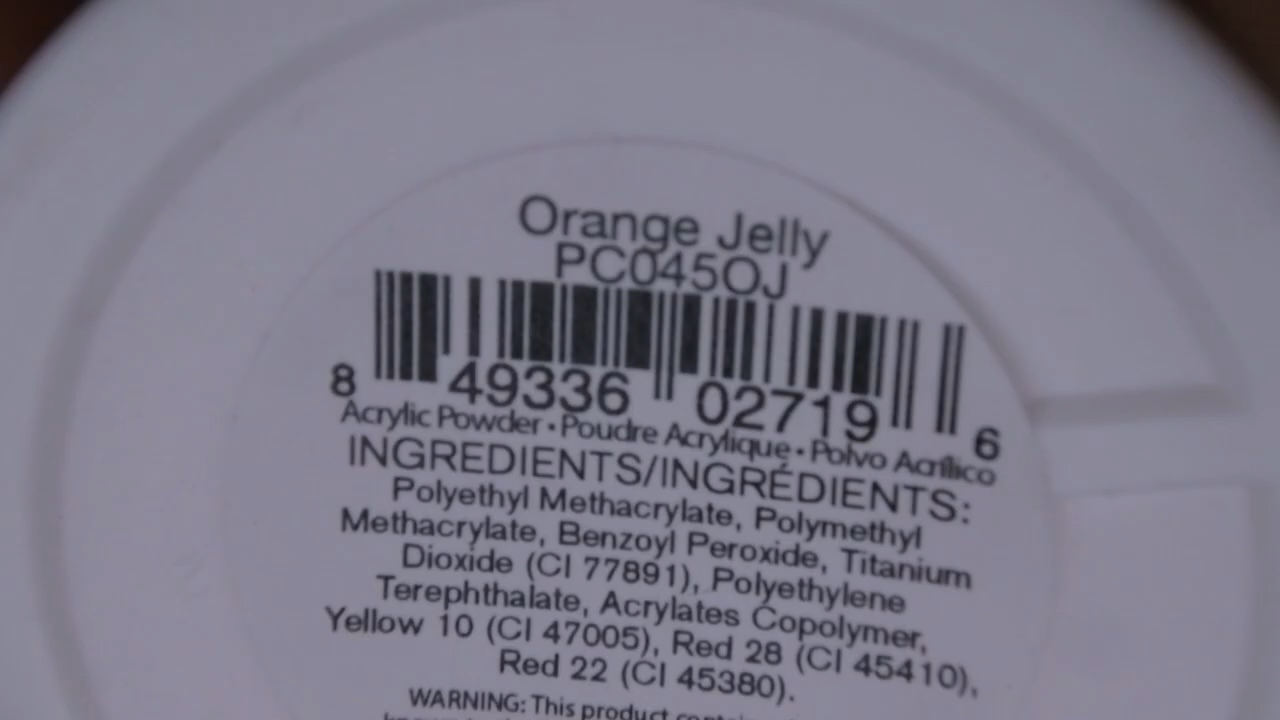 Orange Jelly
PC045OJ
8 49336 02719 6
Acrylic Powder • Poudre Acrylique • Polvo Acrílico
INGREDIENTS/INGRÉDIENTS:
Polyethyl Methacrylate, Polymethyl
Methacrylate, Benzoyl Peroxide, Titanium
Dioxide (CI 77891), Polyethylene
Terephthalate, Acrylates Copolymer,
Yellow 10 (CI 47005), Red 28 (CI 45410),
Red 22 (CI 45380).
WARNING: This product